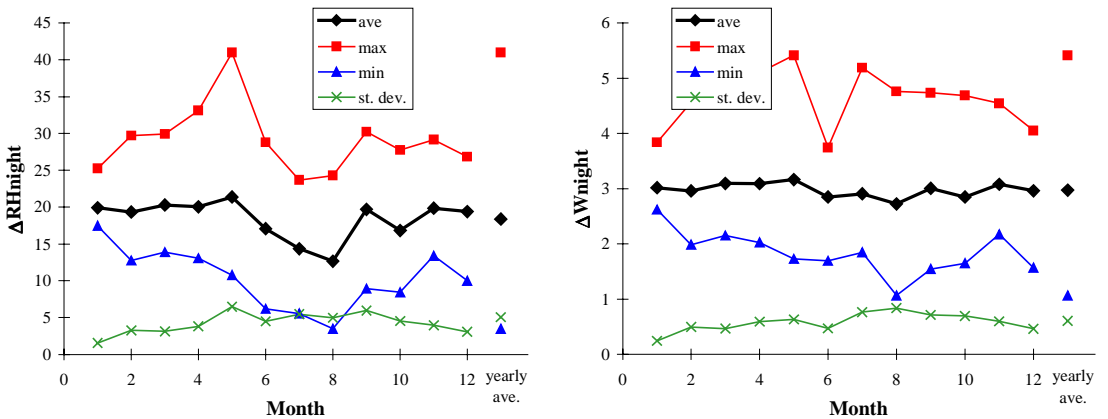 45
40
35
30
25
20
15
10
5
0
ΔRHnight
ave
max
min
st. dev.
0 2 4 6 8 10 12 yearly
ave.
Month
6
5
4
3
2
1
0
ΔWnight
ave
max
min
st. dev.
0 2 4 6 8 10 12 yearly
ave.
Month